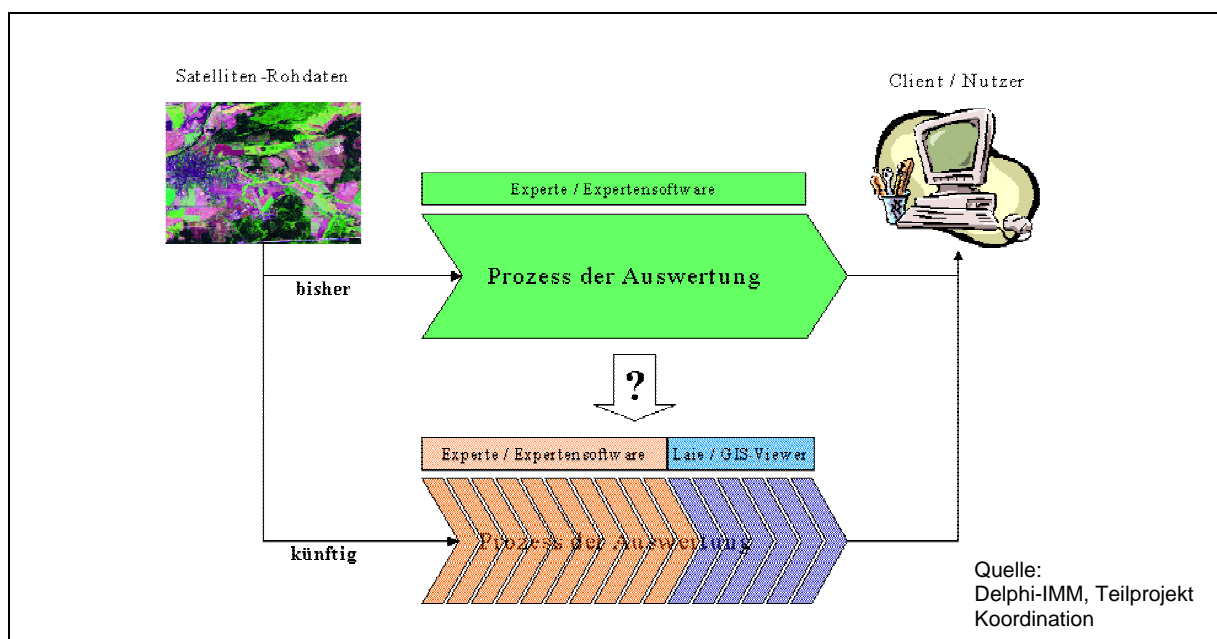 Satelliten-Rohdaten
Client / Nutzer
Experte / Expertensoftware
Prozess der Auswertung
bisher
?
Experte / Expertensoftware
Laie / GIS-Viewer
Prozess der Auswertung
künftig
Quelle:
Delphi-IMM, Teilprojekt
Koordination